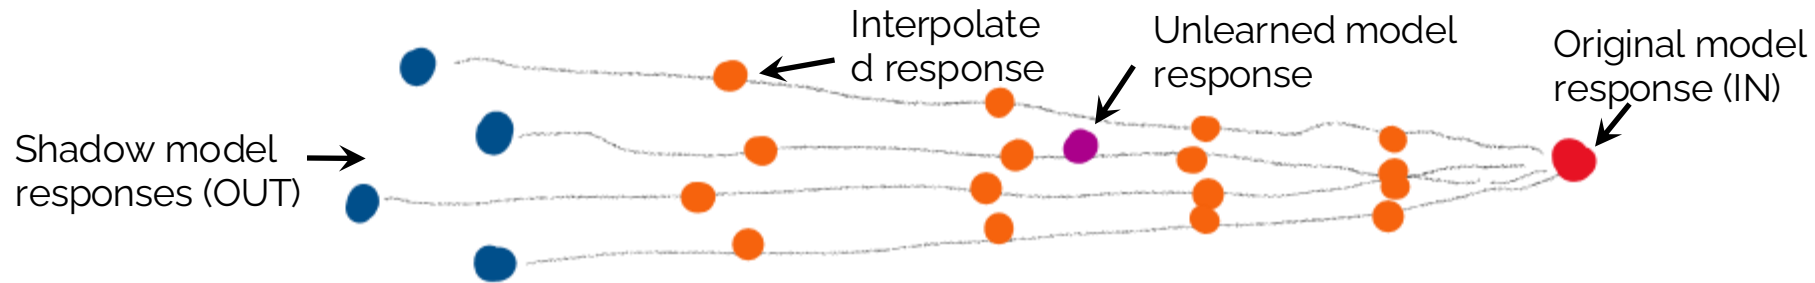 Shadow model
responses (OUT)
Interpolate
d response
Unlearned model
response
Original model
response (IN)